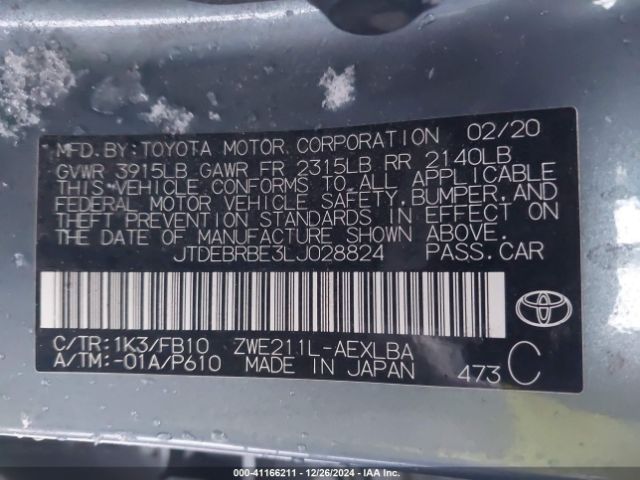 MFD. BY: TOYOTA MOTOR CORPORATION 02/20
GVWR 3915LB GAWR FR 2315LB RR 2140LB
THIS VEHICLE CONFORMS TO ALL APPLICABLE
FEDERAL MOTOR VEHICLE SAFETY, BUMPER, AND
THEFT PREVENTION STANDARDS IN EFFECT ON
THE DATE OF MANUFACTURE SHOWN ABOVE.
JTDEBRBE3LJ028824 PASS. CAR
C/TR: 1K3/FB10 ZWE211L-AEXLBA
A/TM: -01A/P610 MADE IN JAPAN 473 C
000-41166211 - 12/26/2024 - IAA Inc.